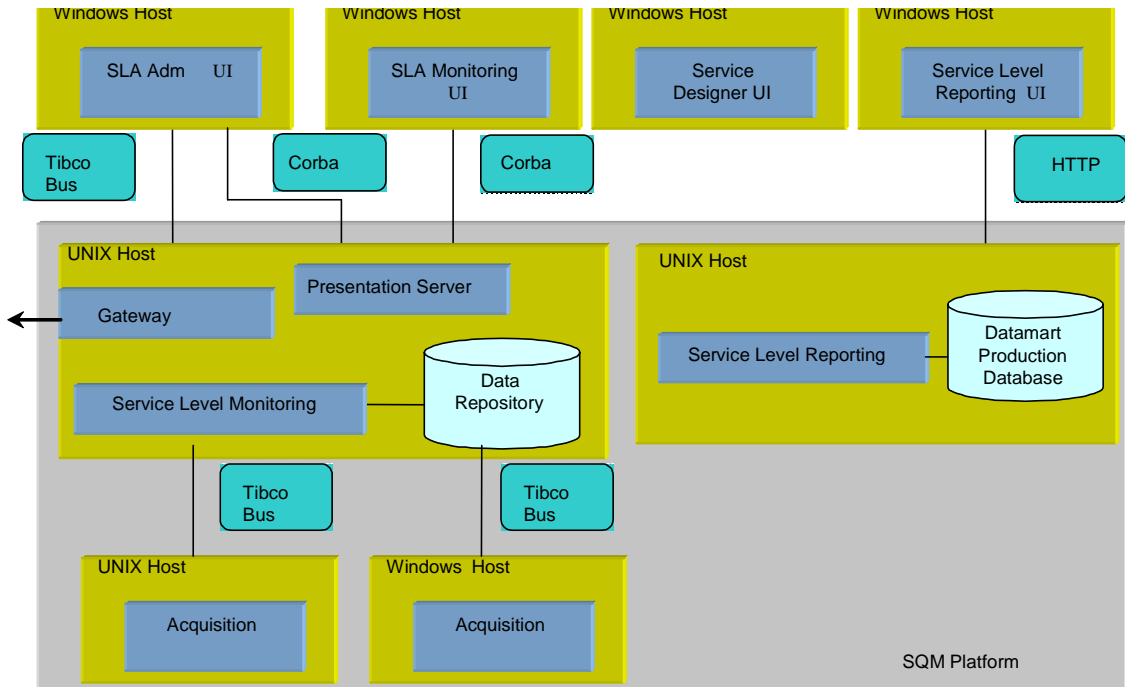 Windows Host
Windows Host
Windows Host
Windows Host
SLA Adm UI
SLA Monitoring
UI
Service
Designer UI
Service Level
Reporting UI
Tibco
Bus
Corba
Corba
HTTP
UNIX Host
Presentation Server
Gateway
Data
Repository
Service Level Monitoring
UNIX Host
Service Level Reporting
Datamart
Production
Database
Tibco
Bus
Tibco
Bus
UNIX Host
Acquisition
Windows Host
Acquisition
SQM Platform